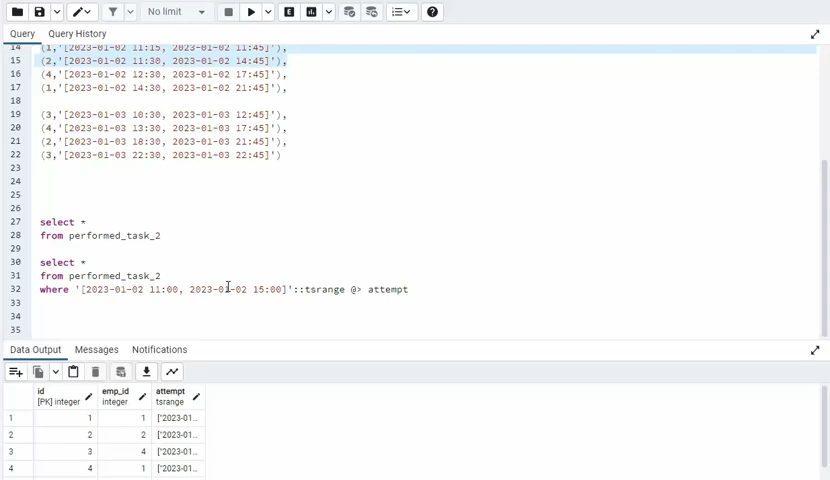 No limit
Query Query History
14 (1,'[2023-01-02 11:15, 2023-01-02 11:45]'),
15 (2,'[2023-01-02 11:30, 2023-01-02 14:45]'),
16 (4,'[2023-01-02 12:30, 2023-01-02 17:45]'),
17 (1,'[2023-01-02 14:30, 2023-01-02 21:45]'),
18
19 (3,'[2023-01-03 10:30, 2023-01-03 12:45]'),
20 (4,'[2023-01-03 13:30, 2023-01-03 17:45]'),
21 (2,'[2023-01-03 18:30, 2023-01-03 21:45]'),
22 (3,'[2023-01-03 22:30, 2023-01-03 22:45]')
23
24
25
26
27 select *
28 from performed_task_2
29
30 select *
31 from performed_task_2
32 where '[2023-01-02 11:00, 2023-01-02 15:00]'::tsrange @> attempt
33
34
35
Data Output Messages Notifications
id emp_id attempt
[PK] integer integer tsrange
1 1 1 ["2023-01...
2 2 2 ["2023-01...
3 3 4 ["2023-01...
4 4 1 ["2023-01...